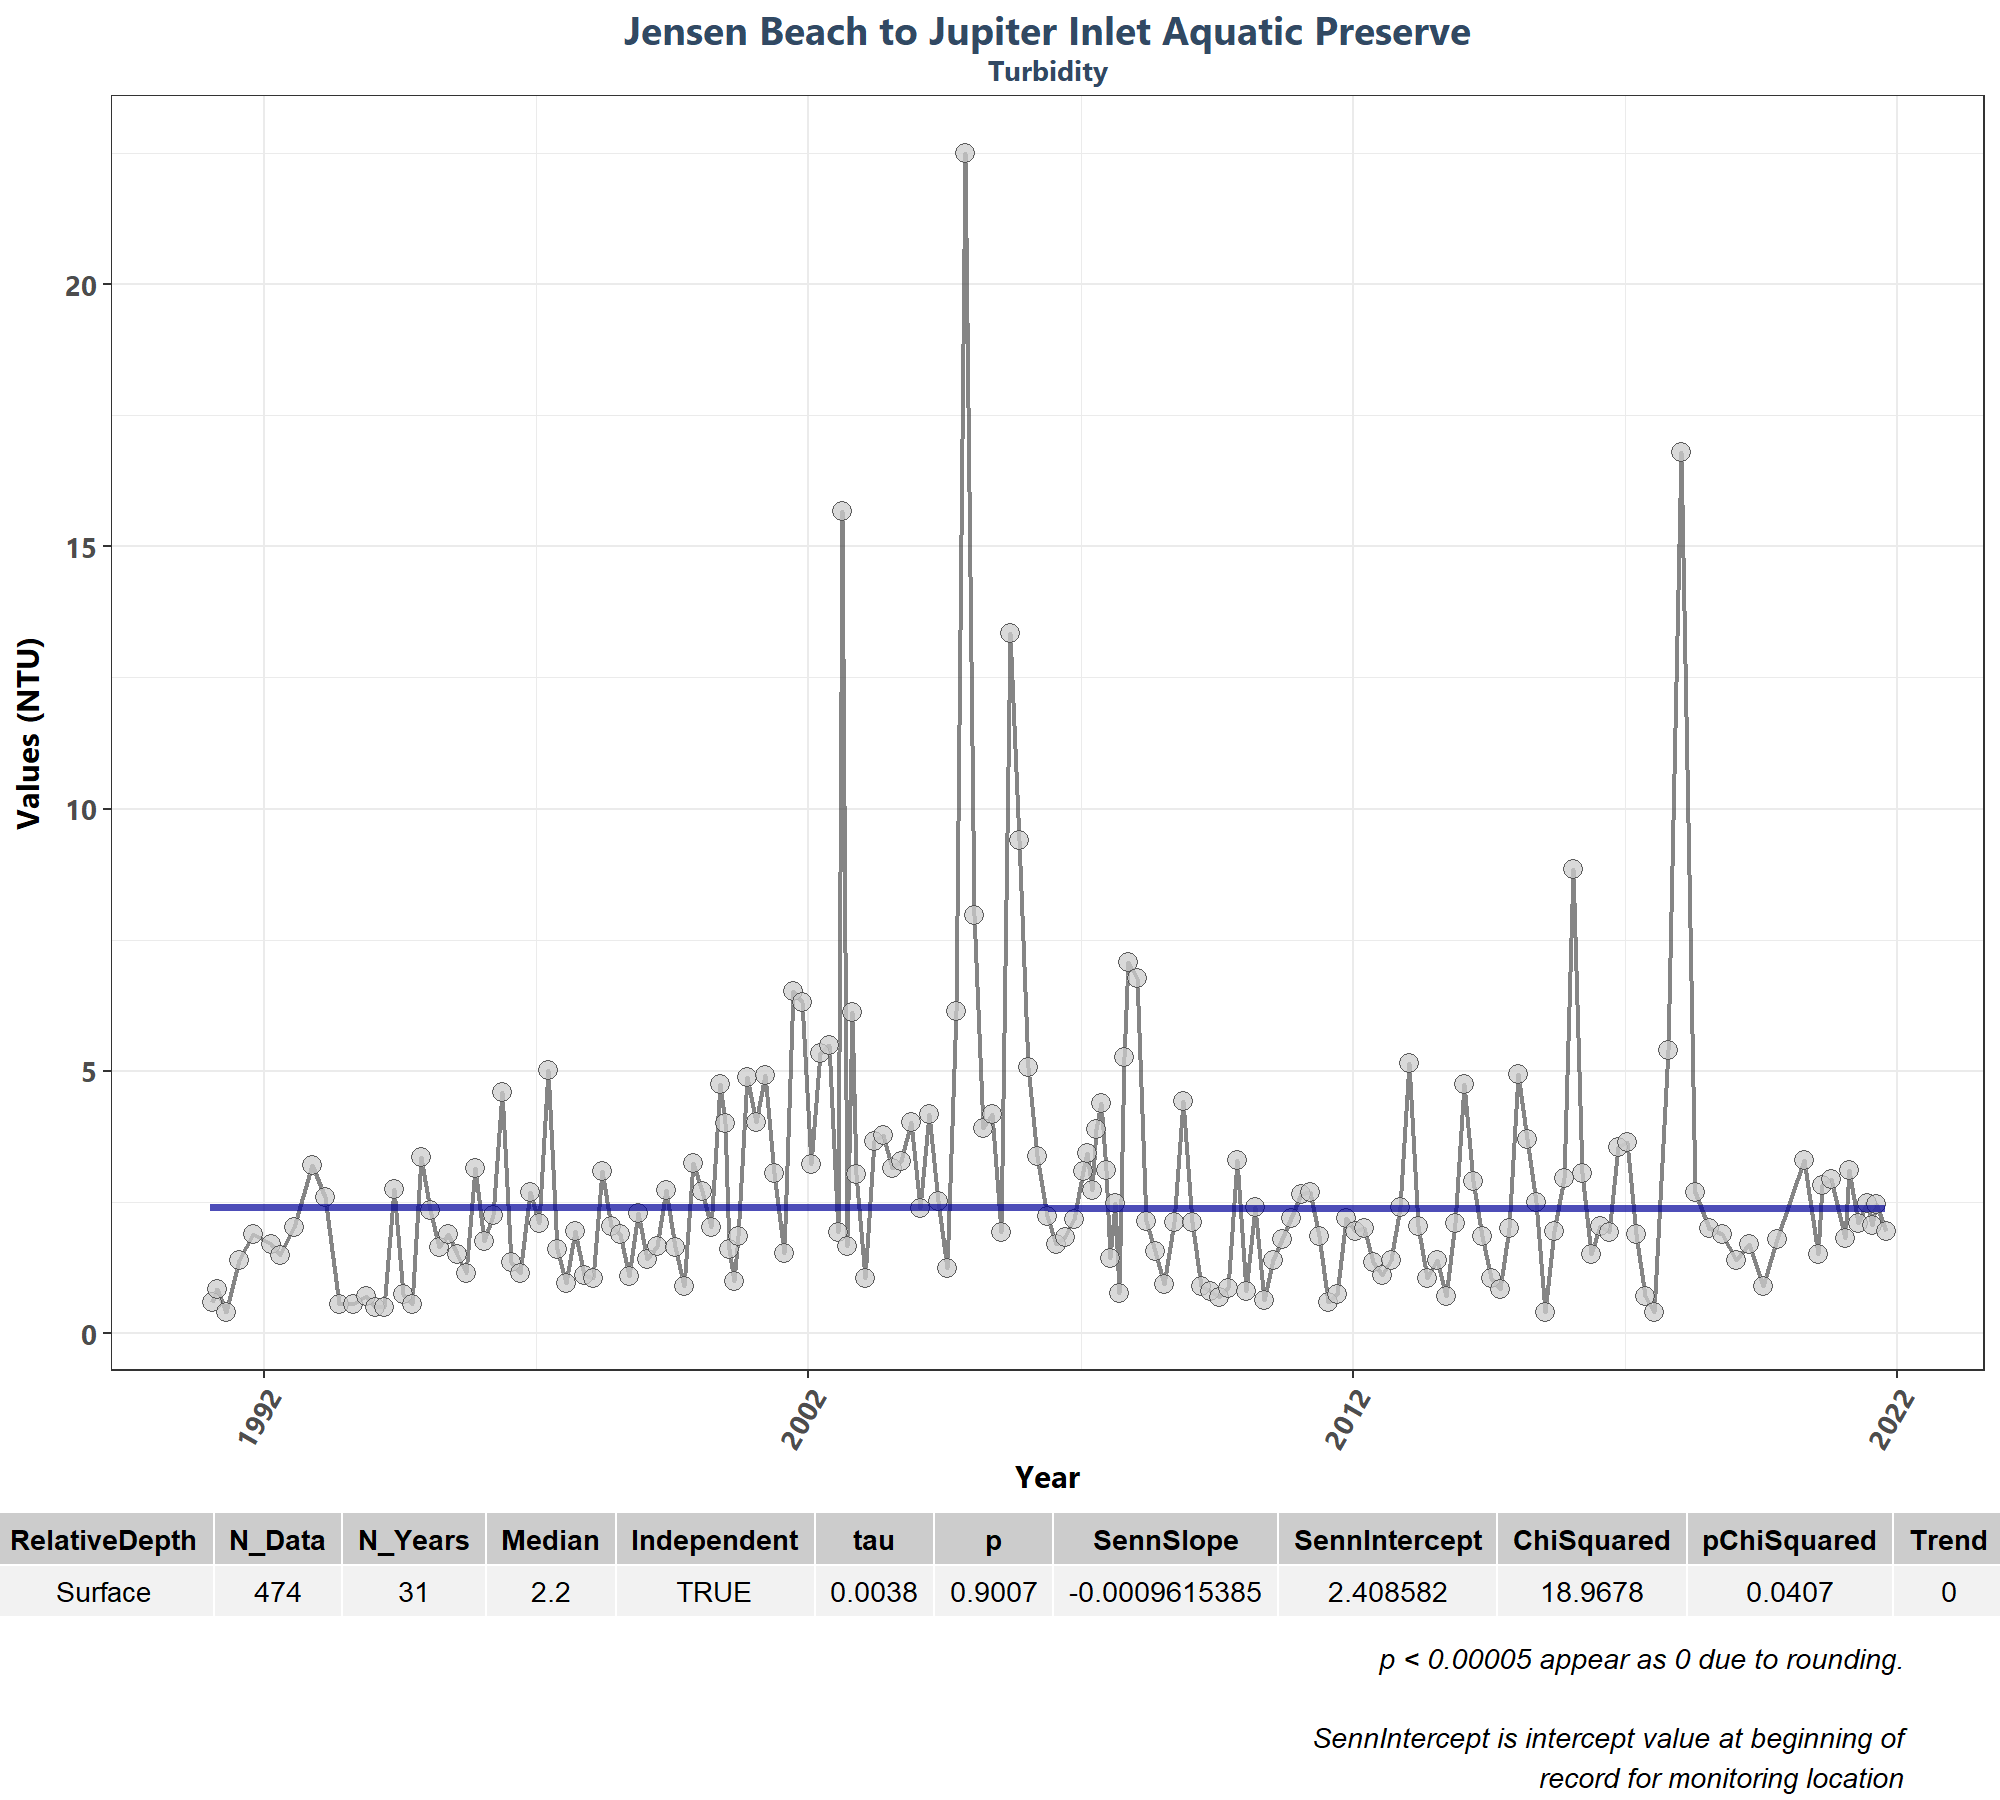 Jensen Beach to Jupiter Inlet Aquatic Preserve
Turbidity
Values (NTU)
20
15
10
5
0
1992
2002
2012
2022
Year
RelativeDepth N_Data N_Years Median Independent tau p SennSlope SennIntercept ChiSquared pChiSquared Trend
Surface 474 31 2.2 TRUE 0.0038 0.9007 -0.0009615385 2.408582 18.9678 0.0407 0
p < 0.00005 appear as 0 due to rounding.
SennIntercept is intercept value at beginning of
record for monitoring location